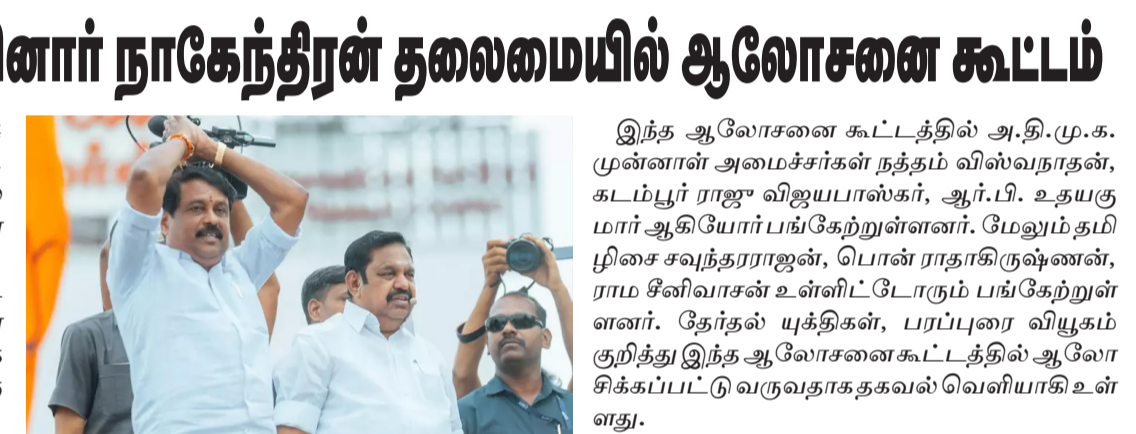 னார் நாகேந்திரன் தலைமையில் ஆலோசனை கூட்டம்
இந்த ஆலோசனை கூட்டத்தில் அ.தி.மு.க.
முன்னாள் அமைச்சர்கள் நத்தம் விஸ்வநாதன்,
கடம்பூர் ராஜு விஜயபாஸ்கர், ஆர்.பி. உதயகு
மார் ஆகியோர் பங்கேற்றுள்ளனர். மேலும் தமி
ழிசை சவுந்தரராஜன், பொன் ராதாகிருஷ்ணன்,
ராம சீனிவாசன் உள்ளிட்டோரும் பங்கேற்றுள்
ளனர். தேர்தல் யுக்திகள், பரப்புரை வியூகம்
குறித்து இந்த ஆலோசனை கூட்டத்தில் ஆலோ
சிக்கப்பட்டு வருவதாக தகவல் வெளியாகி உள்
ளது.